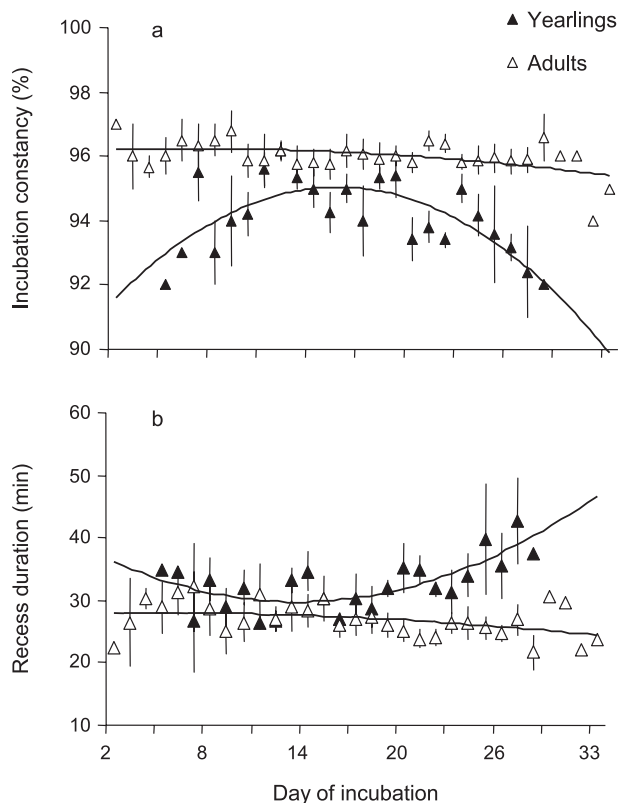 a
▲ Yearlings
△ Adults
Incubation constancy (%)
100
98
96
94
92
90
b
Recess duration (min)
60
50
40
30
20
10
2 8 14 20 26 33
Day of incubation